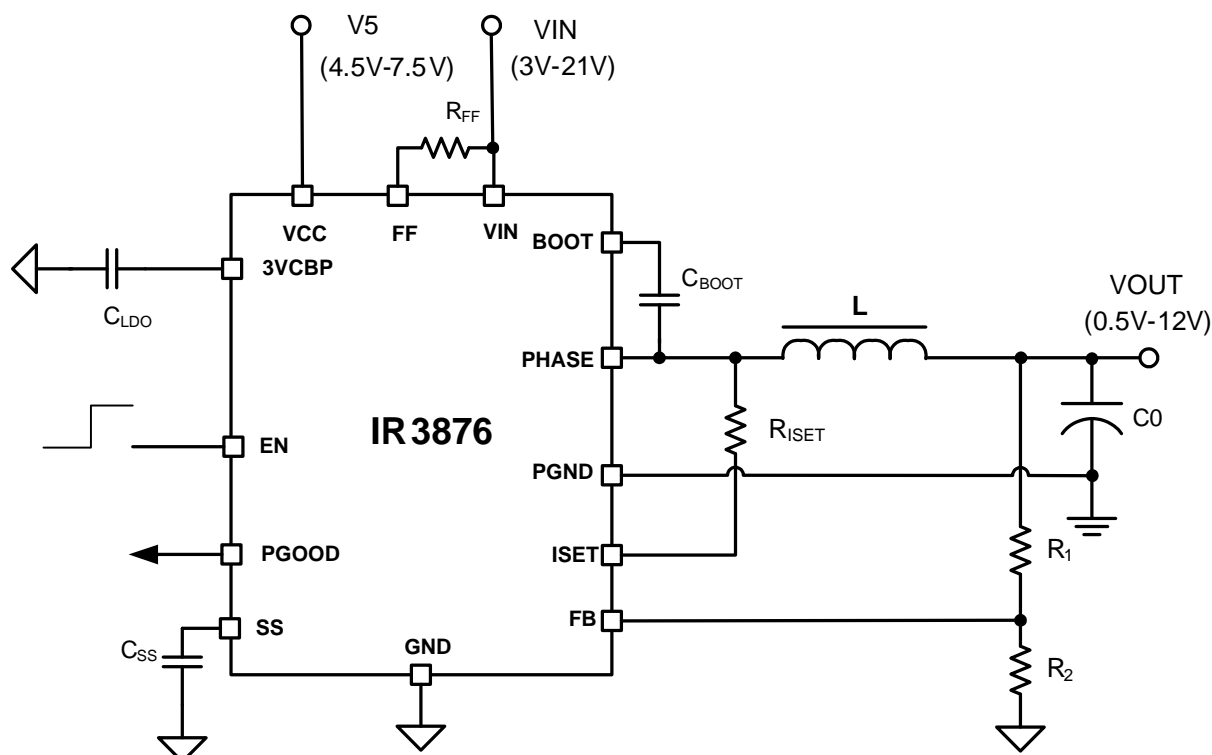 V5
(4.5V-7.5V)
VIN
(3V-21V)
RFF
VCC
FF
VIN
BOOT
3VCBP
CLDO
CBOOT
L
VOUT
(0.5V-12V)
PHASE
IR3876
RISET
C0
EN
PGND
PGOOD
ISET
R1
SS
FB
CSS
GND
R2